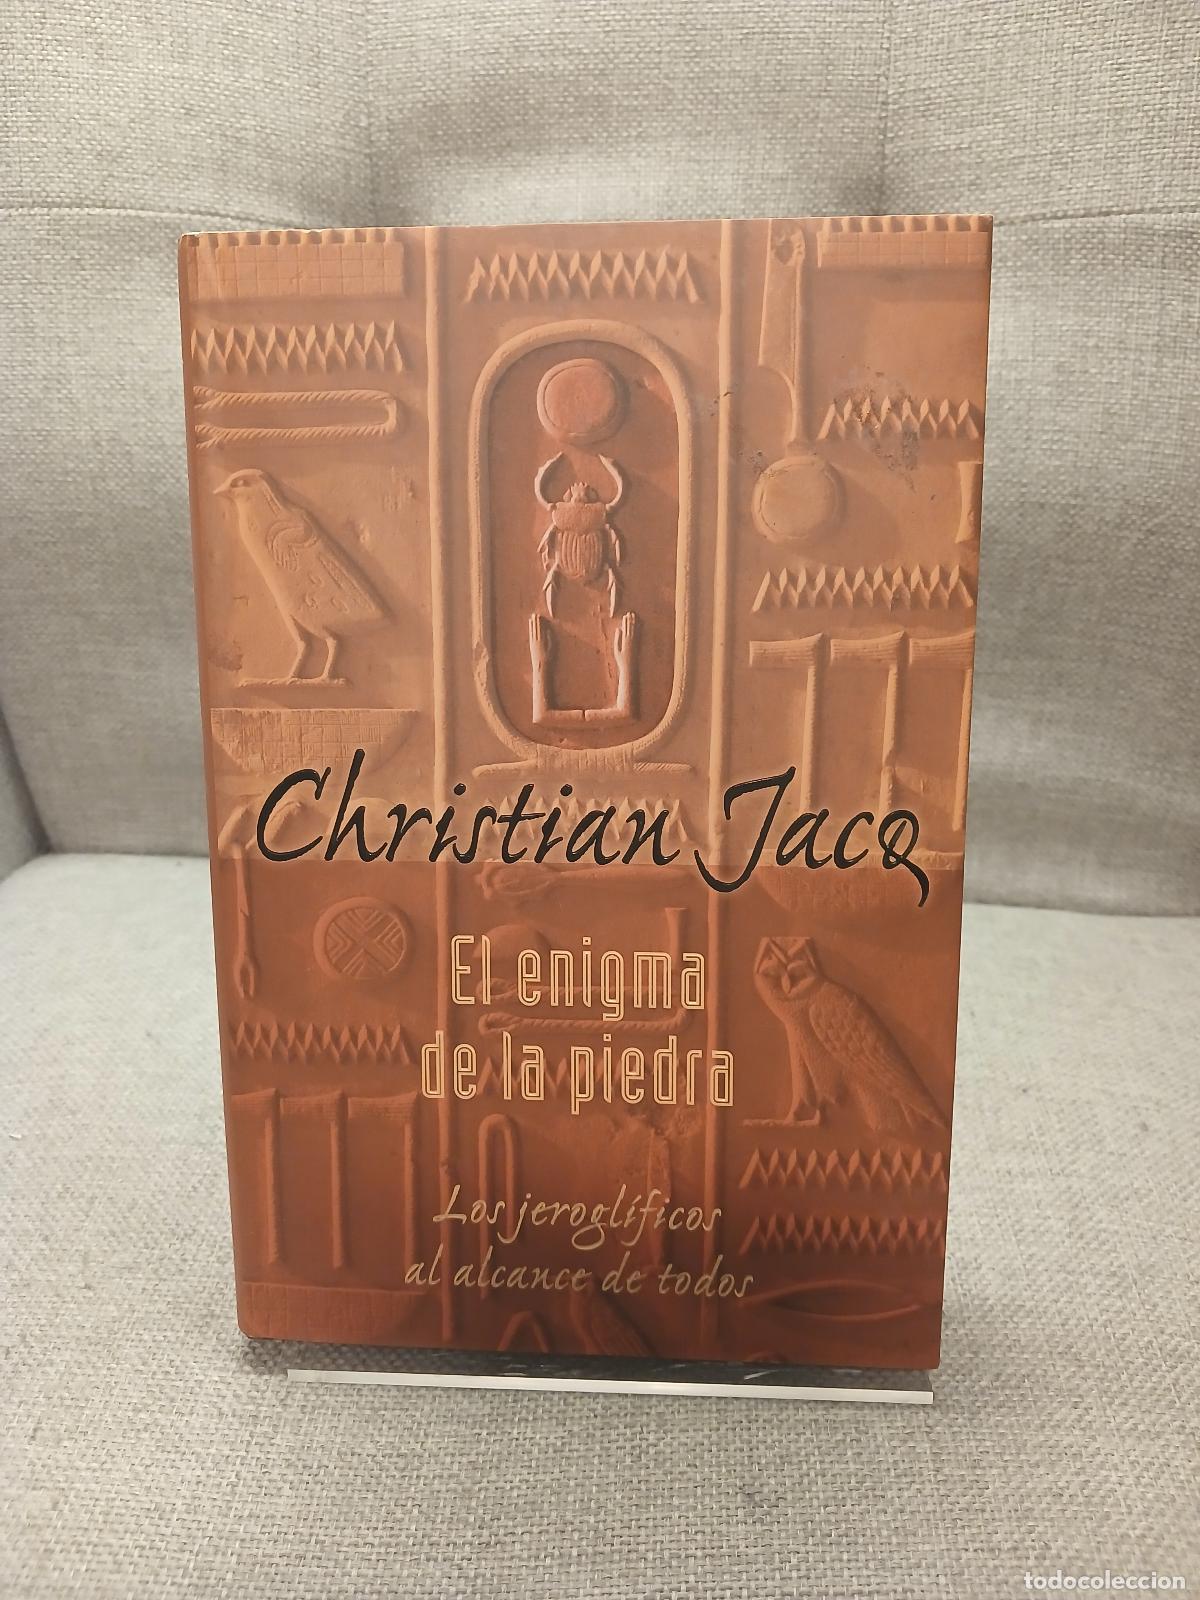 Christian Jacq
El enigma
de la piedra
Los jeroglíficos
al alcance de todos
todocoleccion